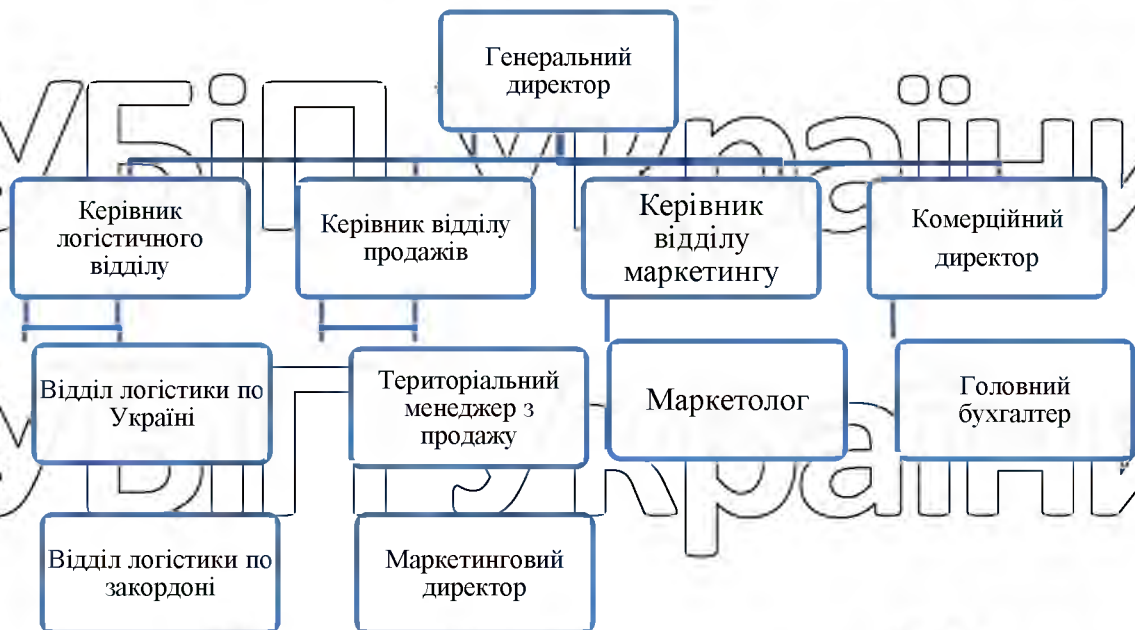 Генеральний
директор
Керівник
логістичного
відділу
Керівник відділу
продажів
Керівник
відділу
маркетингу
Комерційний
директор
Відділ логістики по
Україні
Територіальний
менеджер з
продажу
Маркетолог
Головний
бухгалтер
Відділ логістики по
закордоні
Маркетинговий
директор